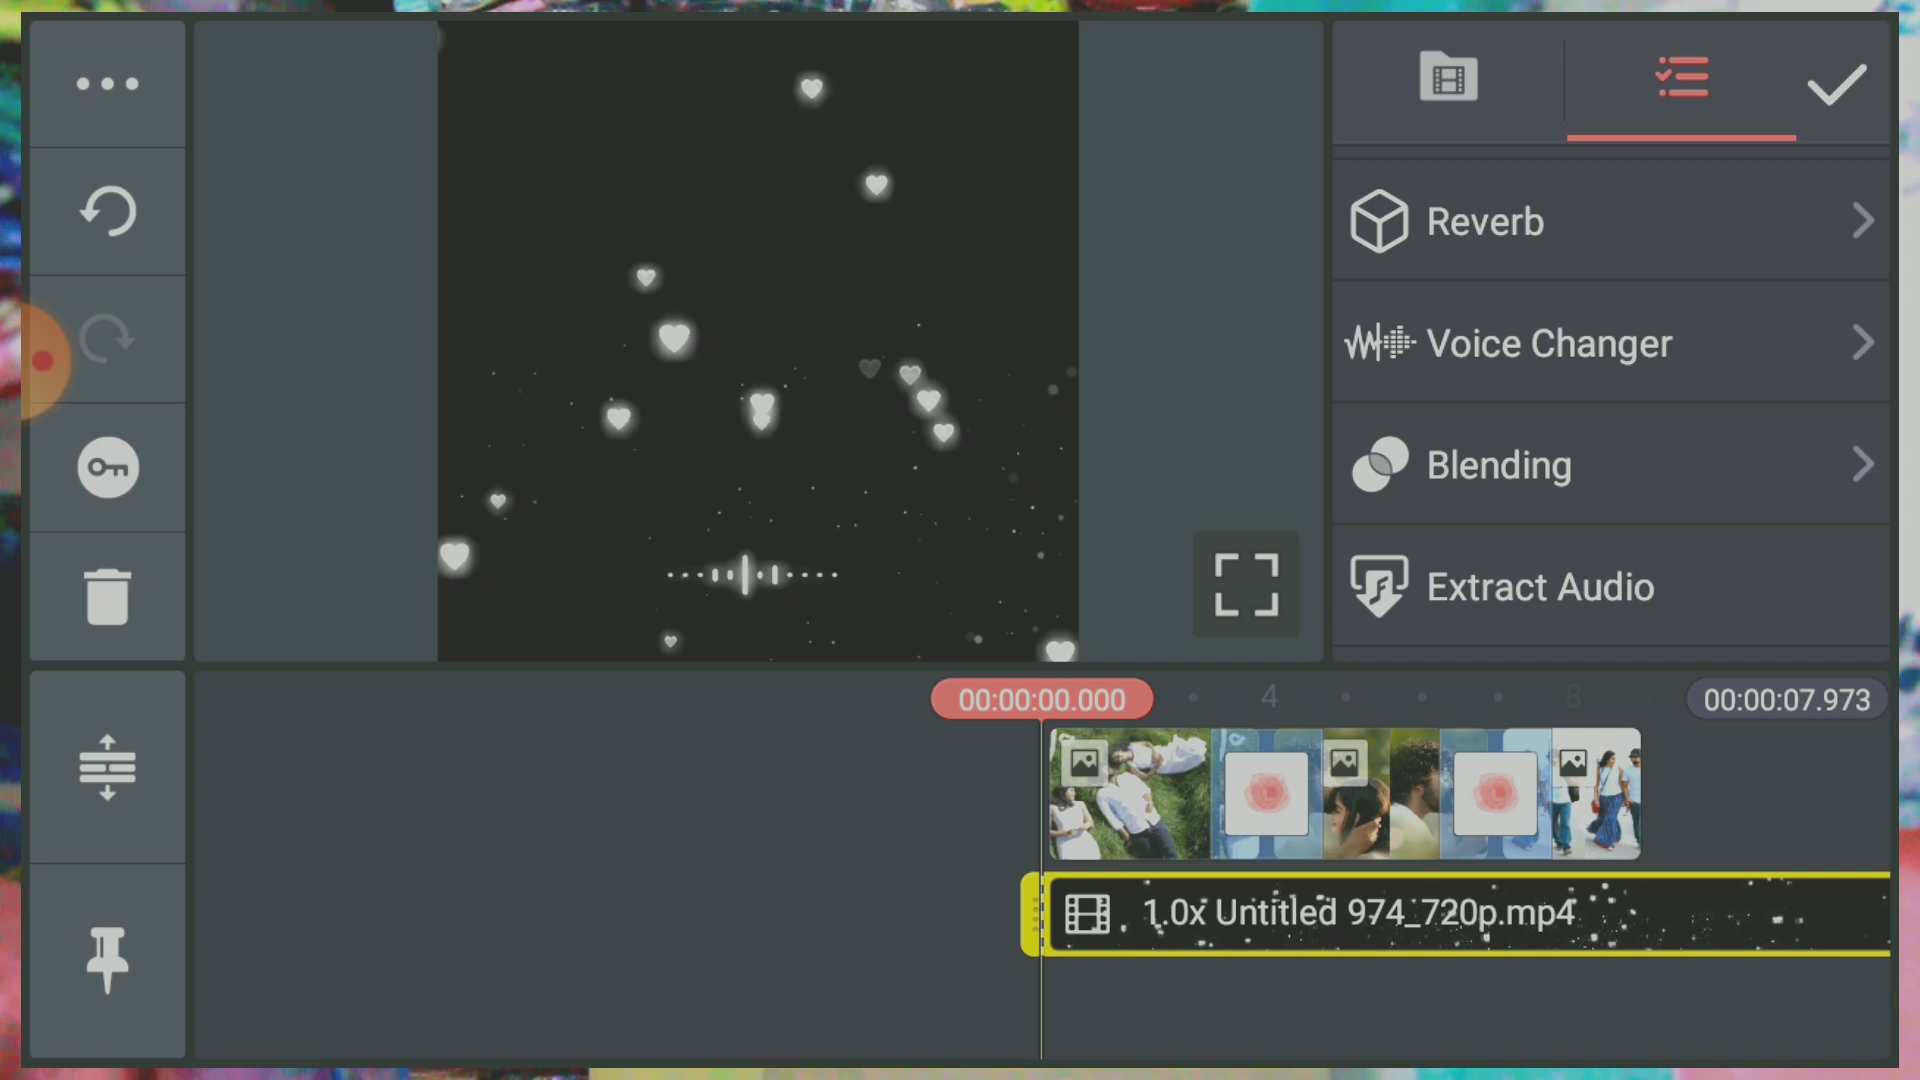 Reverb
Voice Changer
Blending
Extract Audio
00:00:00.000
4
8
00:00:07.973
1.0x Untitled 974_720p.mp4